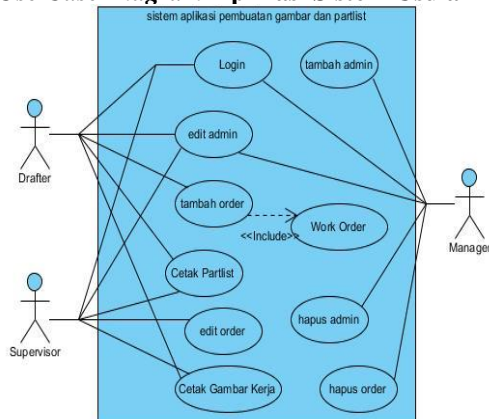 sistem aplikasi pembuatan gambar dan partlist
Login
tambah admin
edit admin
Drafter
tambah order
<<Include>>
Work Order
Manager
Cetak Partlist
edit order
hapus admin
Supervisor
Cetak Gambar Kerja
hapus order